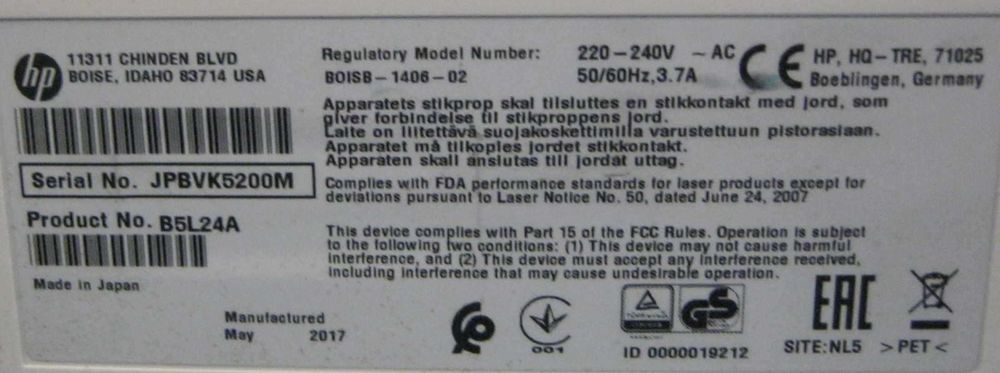 hp
11311 CHINDEN BLVD
BOISE, IDAHO 83714 USA
Regulatory Model Number:
BOISB-1406-02
220-240V ~ AC
50/60Hz,3.7A
CE
HP, HQ-TRE, 71025
Boeblingen, Germany
Apparatets stikprop skal tilsluttes en stikkontakt med jord, som
giver forbindelse til stikproppens jord.
Laite on liitettävä suojakoskettimilla varustettuun pistorasiaan.
Apparatet må tilkoples jordet stikkontakt.
Apparaten skall anslutas till jordat uttag.
Serial No. JPBVK5200M
Complies with FDA performance standards for laser products except for
deviations pursuant to Laser Notice No. 50, dated June 24, 2007
Product No. B5L24A
This device complies with Part 15 of the FCC Rules. Operation is subject
to the following two conditions: (1) This device may not cause harmful
interference, and (2) This device must accept any interference received,
including interference that may cause undesirable operation.
Made in Japan
Manufactured
May 2017
001
GS
ID 0000019212
EAC
SITE:NL5 >PET<